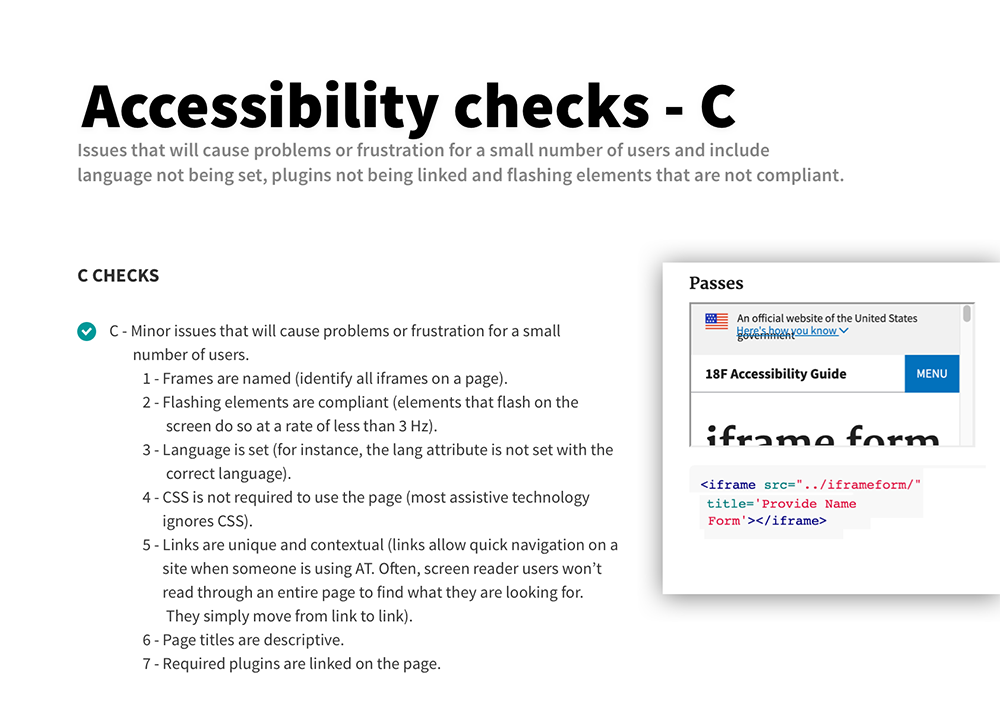 Accessibility checks - C
Issues that will cause problems or frustration for a small number of users and include
language not being set, plugins not being linked and flashing elements that are not compliant.
C CHECKS
C - Minor issues that will cause problems or frustration for a small
number of users.
1 - Frames are named (identify all iframes on a page).
2 - Flashing elements are compliant (elements that flash on the
screen do so at a rate of less than 3 Hz).
3 - Language is set (for instance, the lang attribute is not set with the
correct language).
4 - CSS is not required to use the page (most assistive technology
ignores CSS).
5 - Links are unique and contextual (links allow quick navigation on a
site when someone is using AT. Often, screen reader users won’t
read through an entire page to find what they are looking for.
They simply move from link to link).
6 - Page titles are descriptive.
7 - Required plugins are linked on the page.
Passes
An official website of the United States
government
Here's how you know
18F Accessibility Guide
MENU
iframe form
<iframe src="../iframeform/"
title='Provide Name
Form'></iframe>